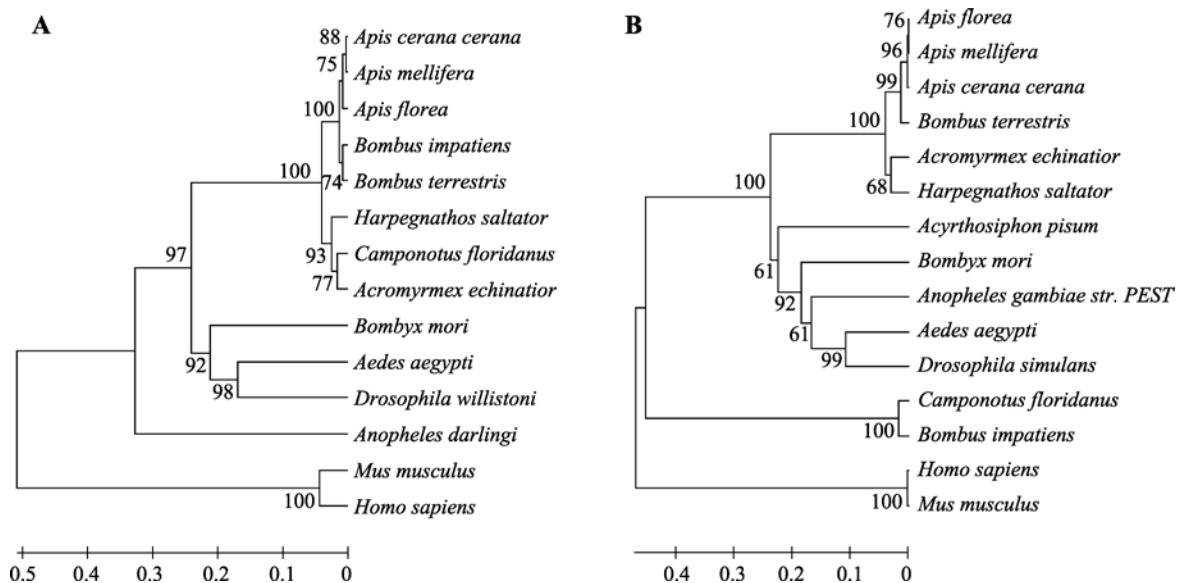 A
88 Apis cerana cerana
75 Apis mellifera
100 Apis florea
Bombus impatiens
100
74 Bombus terrestris
Harpegnathos saltator
93 Camponotus floridanus
97
77 Acromyrmex echinatior
Bombyx mori
92 Aedes aegypti
98 Drosophila willistoni
Anopheles darlingi
Mus musculus
100 Homo sapiens
0.5 0.4 0.3 0.2 0.1 0
B
76 Apis florea
96 Apis mellifera
99 Apis cerana cerana
100 Bombus terrestris
Acromyrmex echinatior
100
68 Harpegnathos saltator
Acyrthosiphon pisum
61 Bombyx mori
92 Anopheles gambiae str. PEST
61 Aedes aegypti
99 Drosophila simulans
Camponotus floridanus
100 Bombus impatiens
Homo sapiens
100 Mus musculus
0.4 0.3 0.2 0.1 0